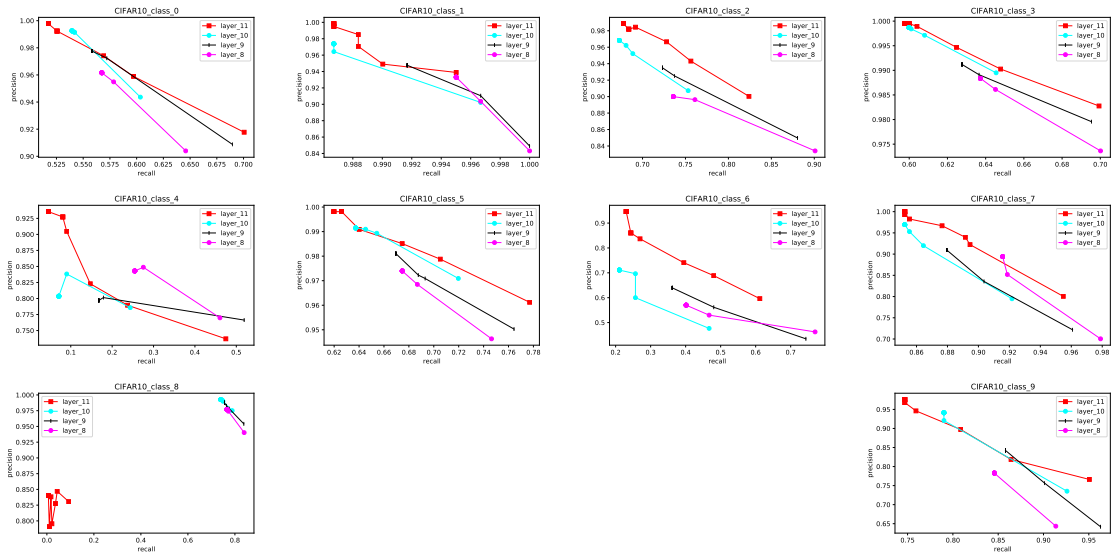 CIFAR10_class_0
precision
1.00
0.98
0.96
0.94
0.92
0.90
0.525 0.550 0.575 0.600 0.625 0.650 0.675 0.700
recall
layer_11
layer_10
layer_9
layer_8
CIFAR10_class_1
precision
1.00
0.98
0.96
0.94
0.92
0.90
0.88
0.86
0.84
0.988 0.990 0.992 0.994 0.996 0.998 1.000
recall
layer_11
layer_10
layer_9
layer_8
CIFAR10_class_2
precision
0.98
0.96
0.94
0.92
0.90
0.88
0.86
0.84
0.70 0.75 0.80 0.85 0.90
recall
layer_11
layer_10
layer_9
layer_8
CIFAR10_class_3
precision
1.000
0.995
0.990
0.985
0.980
0.975
0.60 0.62 0.64 0.66 0.68 0.70
recall
layer_11
layer_10
layer_9
layer_8
CIFAR10_class_4
precision
0.925
0.900
0.875
0.850
0.825
0.800
0.775
0.750
0.1 0.2 0.3 0.4 0.5
recall
layer_11
layer_10
layer_9
layer_8
CIFAR10_class_5
precision
1.00
0.99
0.98
0.97
0.96
0.95
0.62 0.64 0.66 0.68 0.70 0.72 0.74 0.76 0.78
recall
layer_11
layer_10
layer_9
layer_8
CIFAR10_class_6
precision
0.9
0.8
0.7
0.6
0.5
0.2 0.3 0.4 0.5 0.6 0.7
recall
layer_11
layer_10
layer_9
layer_8
CIFAR10_class_7
precision
1.00
0.95
0.90
0.85
0.80
0.75
0.70
0.86 0.88 0.90 0.92 0.94 0.96 0.98
recall
layer_11
layer_10
layer_9
layer_8
CIFAR10_class_8
precision
1.000
0.975
0.950
0.925
0.900
0.875
0.850
0.825
0.800
0.0 0.2 0.4 0.6 0.8
recall
layer_11
layer_10
layer_9
layer_8
CIFAR10_class_9
precision
0.95
0.90
0.85
0.80
0.75
0.70
0.65
0.75 0.80 0.85 0.90 0.95
recall
layer_11
layer_10
layer_9
layer_8